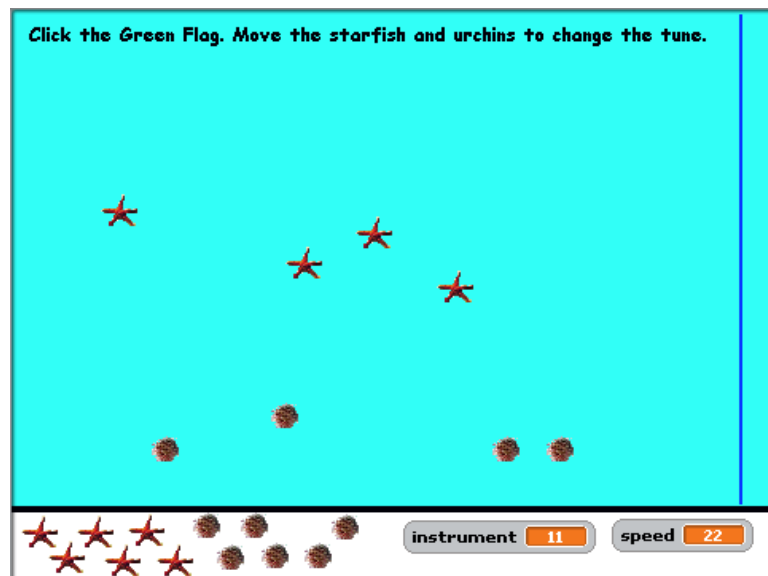 Click the Green Flag. Move the starfish and urchins to change the tune.
instrument 11
speed 22